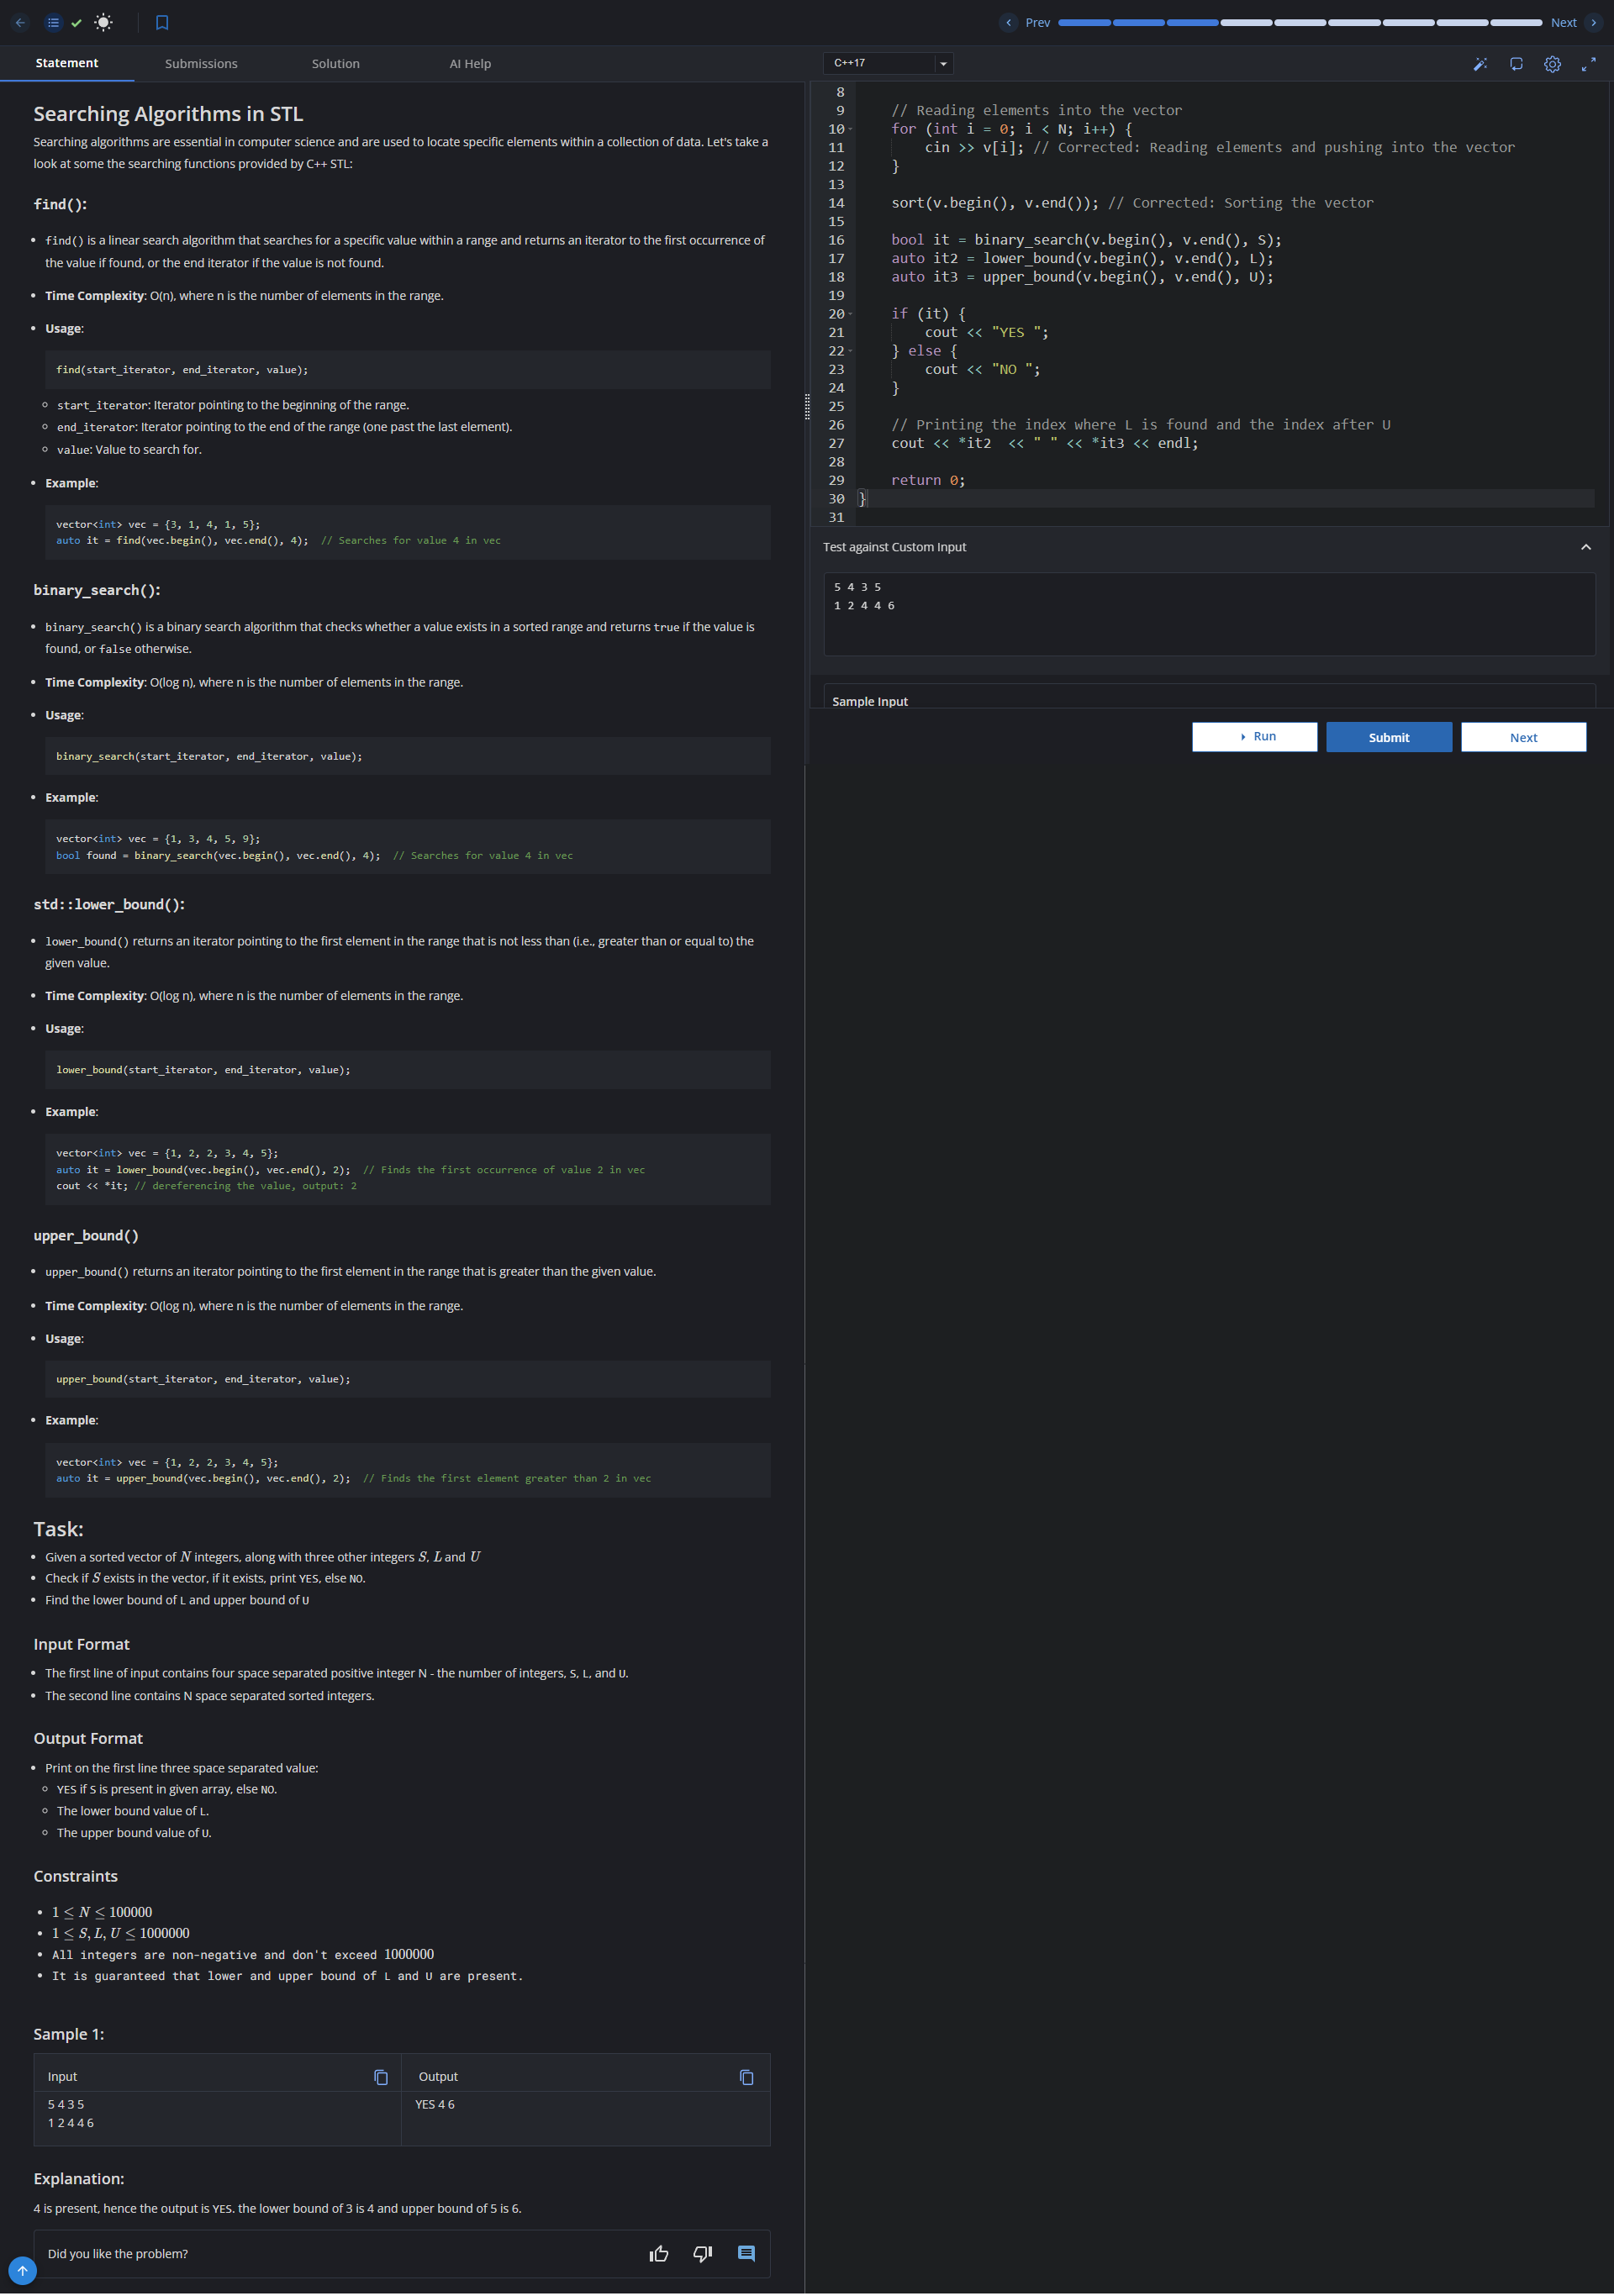 Prev
Next
Statement
Submissions
Solution
AI Help
C++17
Searching Algorithms in STL
Searching algorithms are essential in computer science and are used to locate specific elements within a collection of data. Let's take a
look at some the searching functions provided by C++ STL:
find():
• find() is a linear search algorithm that searches for a specific value within a range and returns an iterator to the first occurrence of
the value if found, or the end iterator if the value is not found.
• Time Complexity: O(n), where n is the number of elements in the range.
• Usage:
find(start_iterator, end_iterator, value);
start_iterator: Iterator pointing to the beginning of the range.
end_iterator: Iterator pointing to the end of the range (one past the last element).
value: Value to search for.
• Example:
vector<int> vec = {3, 1, 4, 1, 5};
auto it = find(vec.begin(), vec.end(), 4);  // Searches for value 4 in vec
binary_search():
• binary_search() is a binary search algorithm that checks whether a value exists in a sorted range and returns true if the value is
found, or false otherwise.
• Time Complexity: O(log n), where n is the number of elements in the range.
• Usage:
binary_search(start_iterator, end_iterator, value);
• Example:
vector<int> vec = {1, 3, 4, 5, 9};
bool found = binary_search(vec.begin(), vec.end(), 4);  // Searches for value 4 in vec
std::lower_bound():
• lower_bound() returns an iterator pointing to the first element in the range that is not less than (i.e., greater than or equal to) the
given value.
• Time Complexity: O(log n), where n is the number of elements in the range.
• Usage:
lower_bound(start_iterator, end_iterator, value);
• Example:
vector<int> vec = {1, 2, 2, 3, 4, 5};
auto it = lower_bound(vec.begin(), vec.end(), 2);  // Finds the first occurrence of value 2 in vec
cout << *it; // dereferencing the value, output: 2
upper_bound()
• upper_bound() returns an iterator pointing to the first element in the range that is greater than the given value.
• Time Complexity: O(log n), where n is the number of elements in the range.
• Usage:
upper_bound(start_iterator, end_iterator, value);
• Example:
vector<int> vec = {1, 2, 2, 3, 4, 5};
auto it = upper_bound(vec.begin(), vec.end(), 2);  // Finds the first element greater than 2 in vec
Task:
• Given a sorted vector of N integers, along with three other integers S, L and U
• Check if S exists in the vector, if it exists, print YES, else NO.
• Find the lower bound of L and upper bound of U
Input Format
• The first line of input contains four space separated positive integer N - the number of integers, S, L, and U.
• The second line contains N space separated sorted integers.
Output Format
• Print on the first line three space separated value:
YES if S is present in given array, else NO.
The lower bound value of L.
The upper bound value of U.
Constraints
• 1 ≤ N ≤ 100000
• 1 ≤ S, L, U ≤ 1000000
• All integers are non-negative and don't exceed 1000000
• It is guaranteed that lower and upper bound of L and U are present.
Sample 1:
Input
Output
5 4 3 5
1 2 4 4 6
YES 4 6
Explanation:
4 is present, hence the output is YES. the lower bound of 3 is 4 and upper bound of 5 is 6.
Did you like the problem?
8
9 // Reading elements into the vector
10 for (int i = 0; i < N; i++) {
11 cin >> v[i]; // Corrected: Reading elements and pushing into the vector
12 }
13
14 sort(v.begin(), v.end()); // Corrected: Sorting the vector
15
16 bool it = binary_search(v.begin(), v.end(), S);
17 auto it2 = lower_bound(v.begin(), v.end(), L);
18 auto it3 = upper_bound(v.begin(), v.end(), U);
19
20 if (it) {
21 cout << "YES ";
22 } else {
23 cout << "NO ";
24 }
25
26 // Printing the index where L is found and the index after U
27 cout << *it2  << " " << *it3 << endl;
28
29 return 0;
30 }
31
Test against Custom Input
5 4 3 5
1 2 4 4 6
Sample Input
Run
Submit
Next